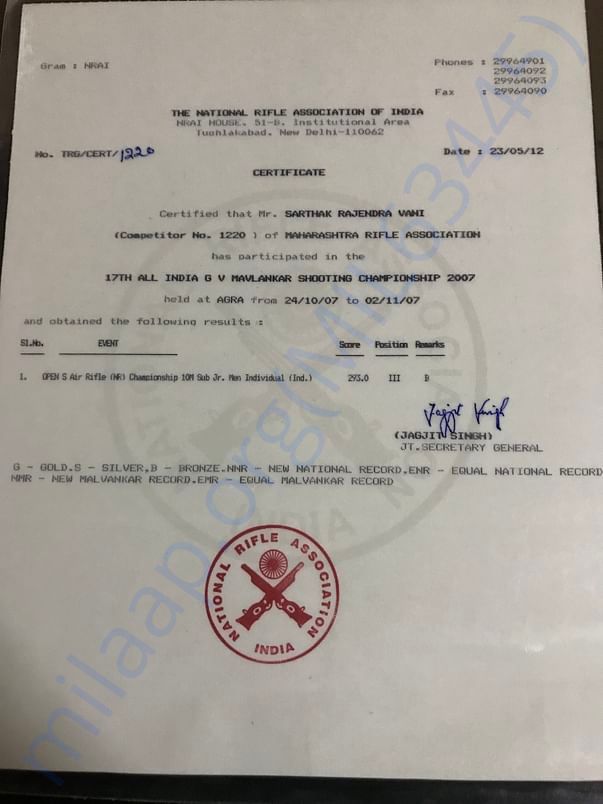 Gram : NRAI
Phones : 29964901
29964092
29964093
Fax : 29964090
THE NATIONAL RIFLE ASSOCIATION OF INDIA
NRAI HOUSE, 51-B, Institutional Area
Tughlakabad, New Delhi-110062
No. TRG/CERT/1220
Date : 23/05/12
CERTIFICATE
Certified that Mr. SARTHAK RAJENDRA VANI
(Competitor No. 1220 ) of MAHARASHTRA RIFLE ASSOCIATION
has participated in the
17TH ALL INDIA G V MAVLANKAR SHOOTING CHAMPIONSHIP 2007
held at AGRA from 24/10/07 to 02/11/07
and obtained the following results :
Sl.No. EVENT Score Position Remarks
1. OPEN S Air Rifle (NR) Championship 10M Sub Jr. Men Individual (Ind.) 293.0 III B
Jagjit Singh
(JAGJIT SINGH)
JT.SECRETARY GENERAL
G - GOLD.S - SILVER,B - BRONZE.NNR - NEW NATIONAL RECORD.ENR - EQUAL NATIONAL RECORD
NMR - NEW MALVANKAR RECORD.EMR - EQUAL MALVANKAR RECORD
NATIONAL RIFLE ASSOCIATION
INDIA
milaap.org(MIL63445)